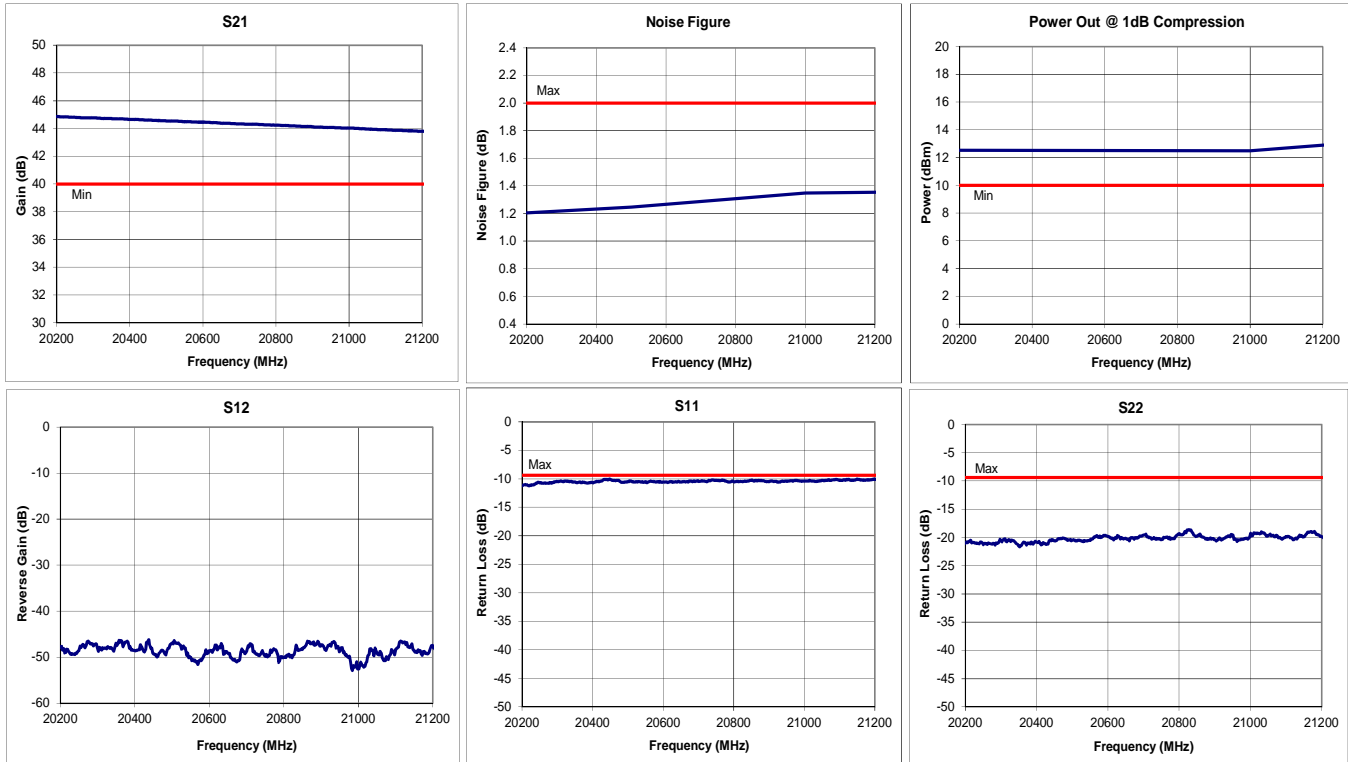 S21
50
48
46
44
42
40
38
36
34
32
30
Gain (dB)
Min
20200 20400 20600 20800 21000 21200
Frequency (MHz)
Noise Figure
2.4
2.2
2.0
1.8
1.6
1.4
1.2
1.0
0.8
0.6
0.4
Noise Figure (dB)
Max
20200 20400 20600 20800 21000 21200
Frequency (MHz)
Power Out @ 1dB Compression
20
18
16
14
12
10
8
6
4
2
0
Power (dBm)
Min
20200 20400 20600 20800 21000 21200
Frequency (MHz)
S12
0
-10
-20
-30
-40
-50
-60
Reverse Gain (dB)
20200 20400 20600 20800 21000 21200
Frequency (MHz)
S11
0
-5
-10
-15
-20
-25
-30
-35
-40
-45
-50
Return Loss (dB)
Max
20200 20400 20600 20800 21000 21200
Frequency (MHz)
S22
0
-5
-10
-15
-20
-25
-30
-35
-40
-45
-50
Return Loss (dB)
Max
20200 20400 20600 20800 21000 21200
Frequency (MHz)